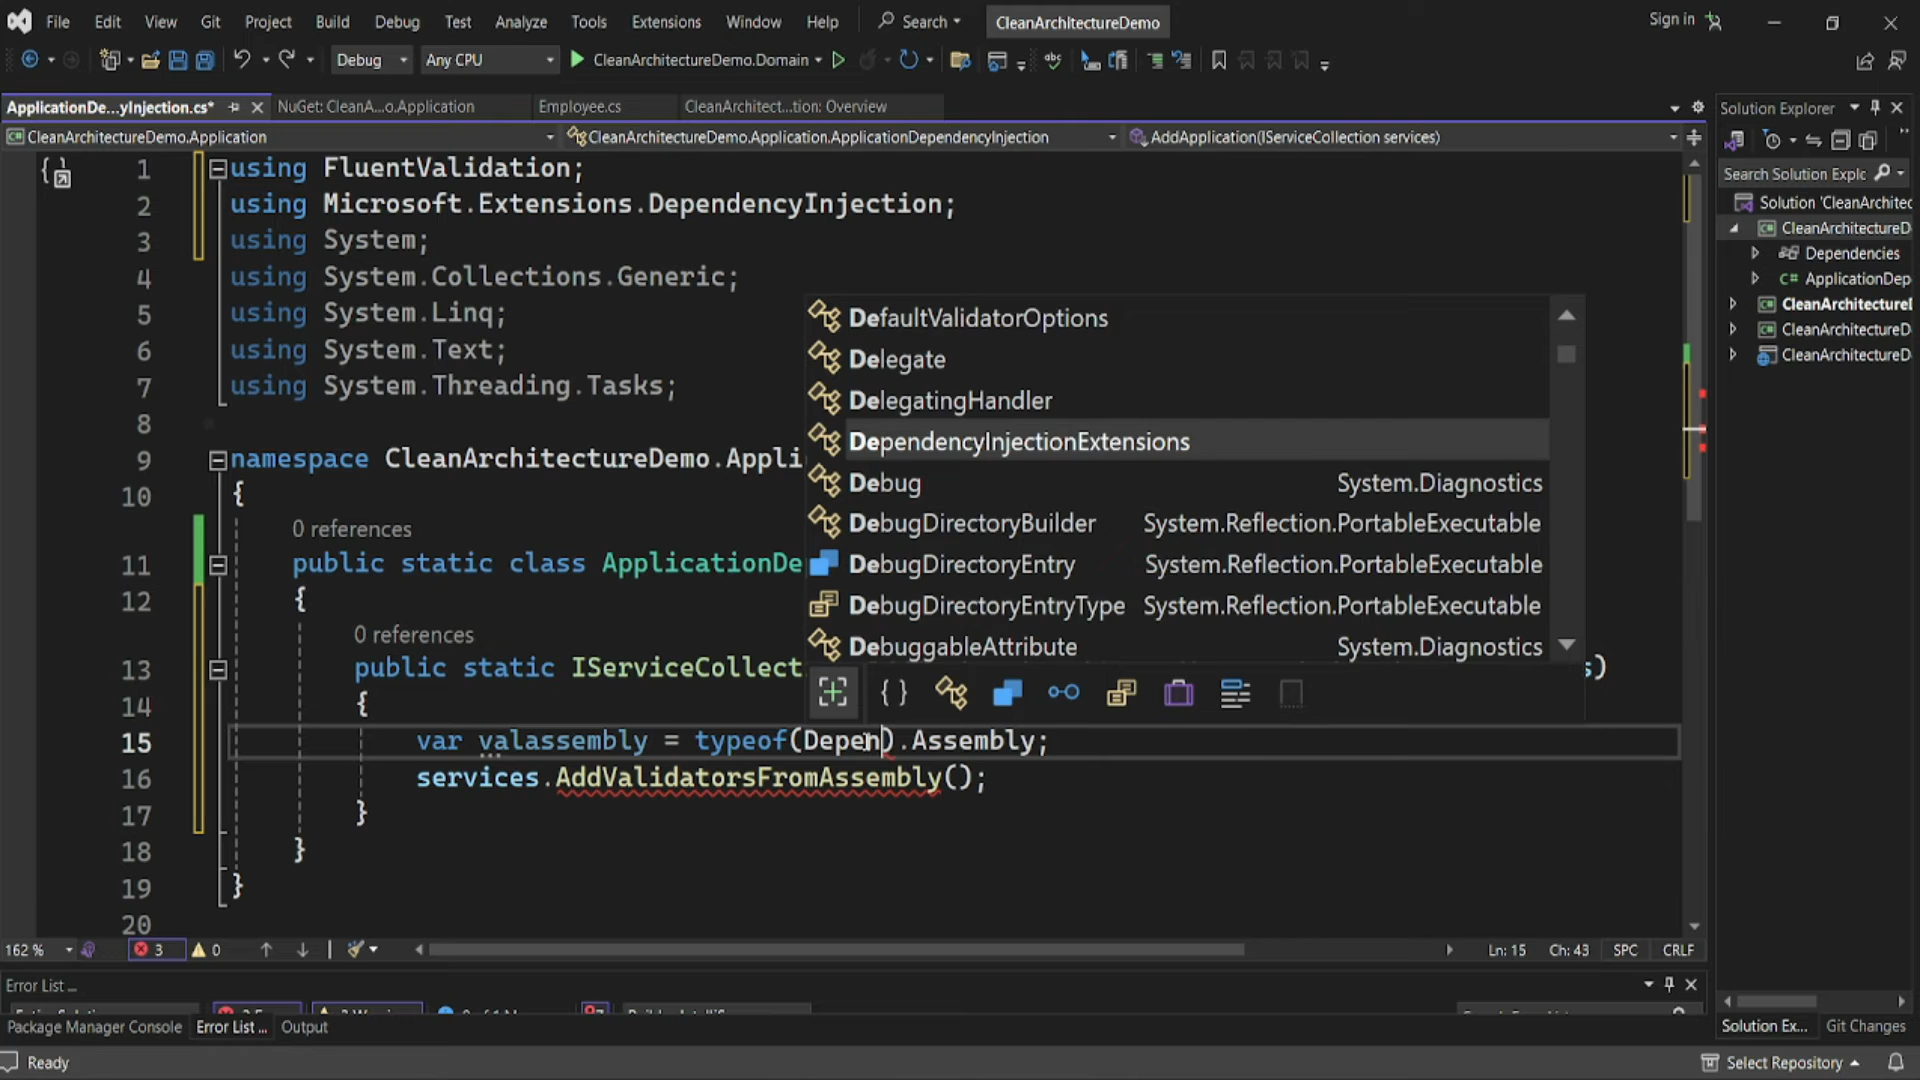 File Edit View Git Project Build Debug Test Analyze Tools Extensions Window Help Search CleanArchitectureDemo Sign in
Debug Any CPU CleanArchitectureDemo.Domain
ApplicationDe...yInjection.cs* NuGet: CleanA...o.Application Employee.cs CleanArchitect...tion: Overview
CleanArchitectureDemo.Application CleanArchitectureDemo.Application.ApplicationDependencyInjection AddApplication(IServiceCollection services)
1 using FluentValidation;
2 using Microsoft.Extensions.DependencyInjection;
3 using System;
4 using System.Collections.Generic;
5 using System.Linq;
6 using System.Text;
7 using System.Threading.Tasks;
8
9 namespace CleanArchitectureDemo.Appli
10 {
0 references
11 public static class ApplicationDe
12 {
0 references
13 public static IServiceCollect s)
14 {
15 var valassembly = typeof(Depen).Assembly;
16 services.AddValidatorsFromAssembly();
17 }
18 }
19 }
20
DefaultValidatorOptions
Delegate
DelegatingHandler
DependencyInjectionExtensions
Debug System.Diagnostics
DebugDirectoryBuilder System.Reflection.PortableExecutable
DebugDirectoryEntry System.Reflection.PortableExecutable
DebugDirectoryEntryType System.Reflection.PortableExecutable
DebuggableAttribute System.Diagnostics
Solution Explorer
Search Solution Explc
Solution 'CleanArchitec
CleanArchitectureD
Dependencies
C# ApplicationDep
CleanArchitectureI
CleanArchitectureD
CleanArchitectureD
162 % 3 0 Ln: 15 Ch: 43 SPC CRLF
Error List ...
Package Manager Console Error List ... Output Solution Ex... Git Changes
Ready Select Repository